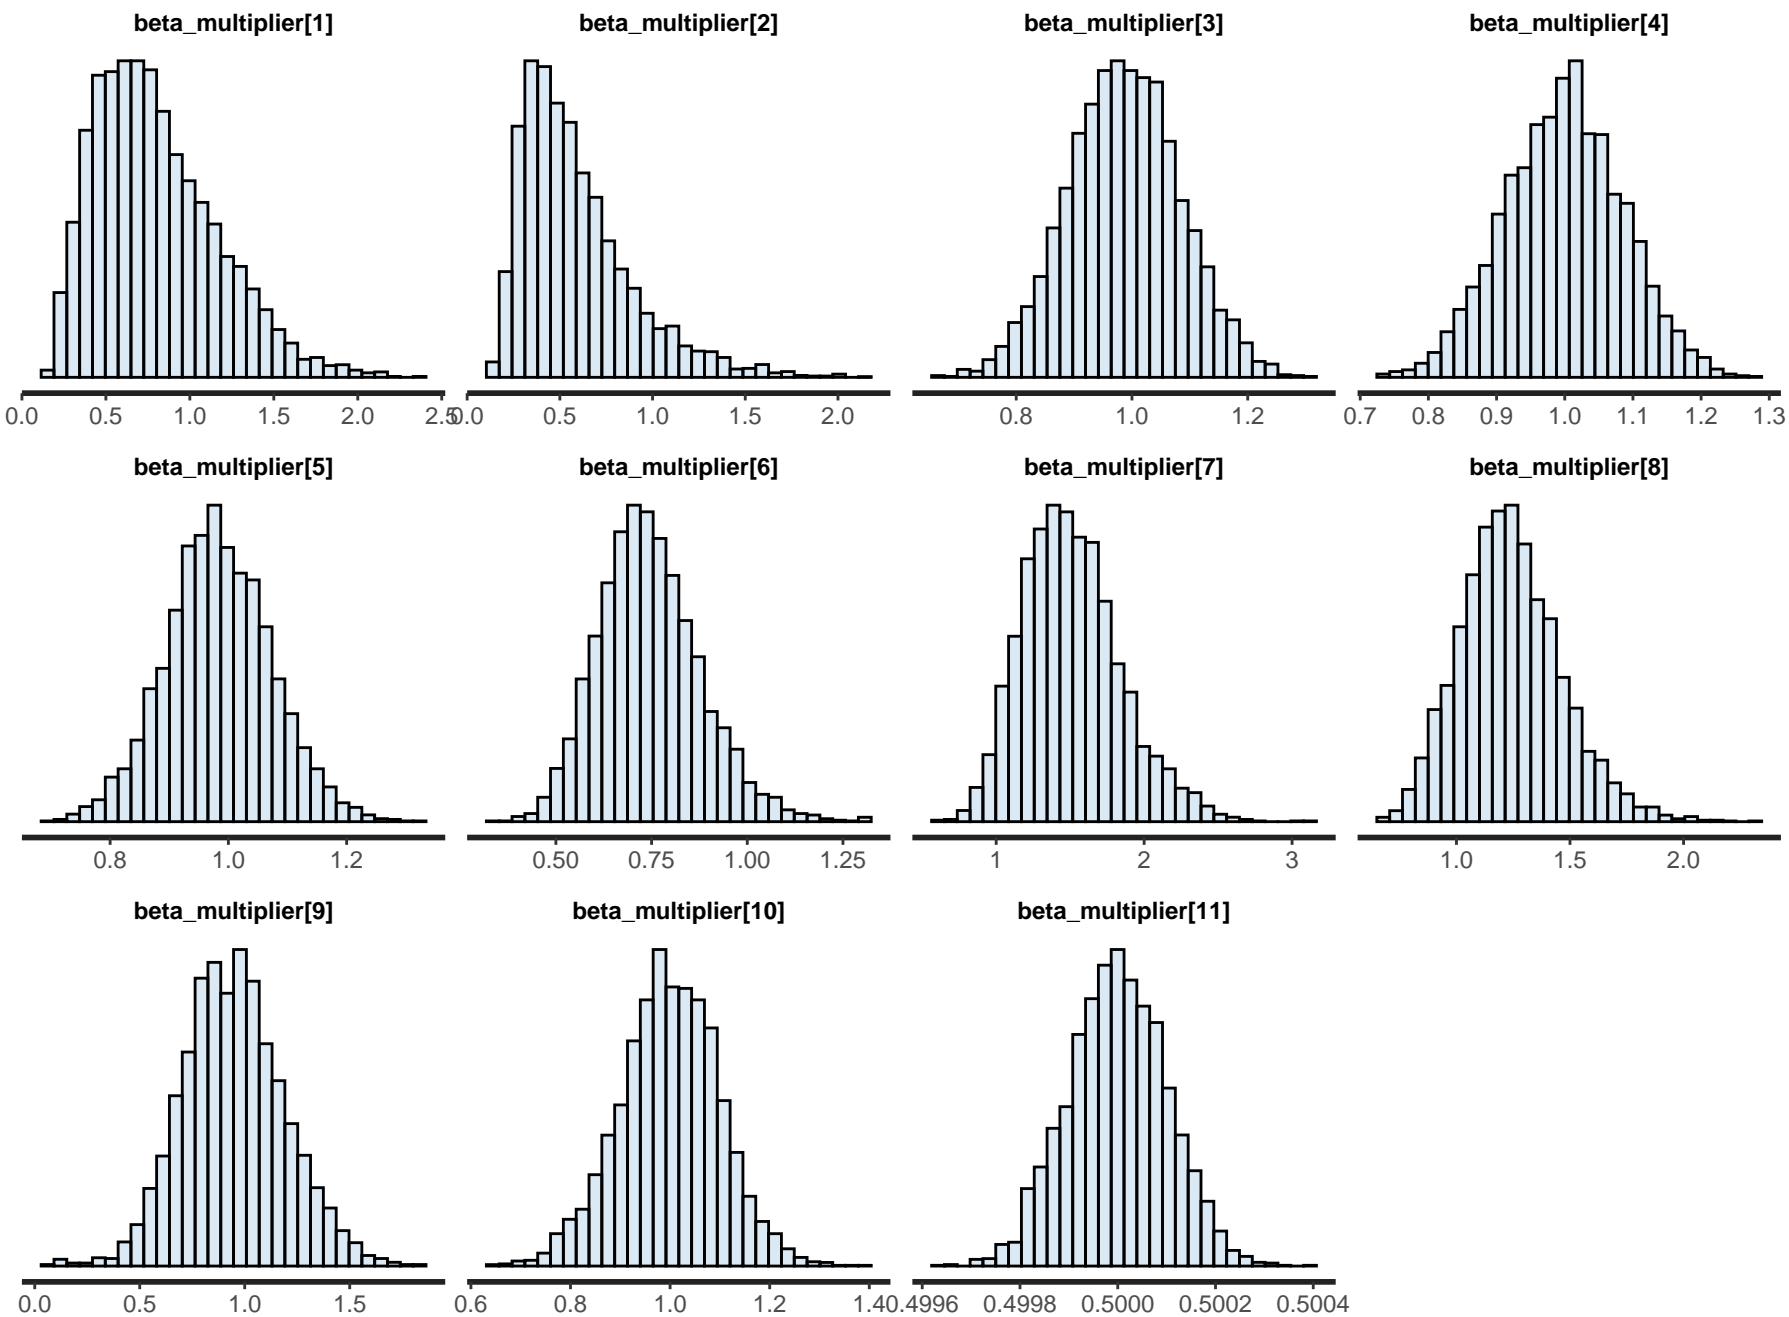 beta_multiplier[1] beta_multiplier[2] beta_multiplier[3] beta_multiplier[4]
0.0 0.5 1.0 1.5 2.0 2.5 0.0 0.5 1.0 1.5 2.0 0.8 1.0 1.2 0.7 0.8 0.9 1.0 1.1 1.2 1.3
beta_multiplier[5] beta_multiplier[6] beta_multiplier[7] beta_multiplier[8]
0.8 1.0 1.2 0.50 0.75 1.00 1.25 1 2 3 1.0 1.5 2.0
beta_multiplier[9] beta_multiplier[10] beta_multiplier[11]
0.0 0.5 1.0 1.5 0.6 0.8 1.0 1.2 1.4 0.4996 0.4998 0.5000 0.5002 0.5004